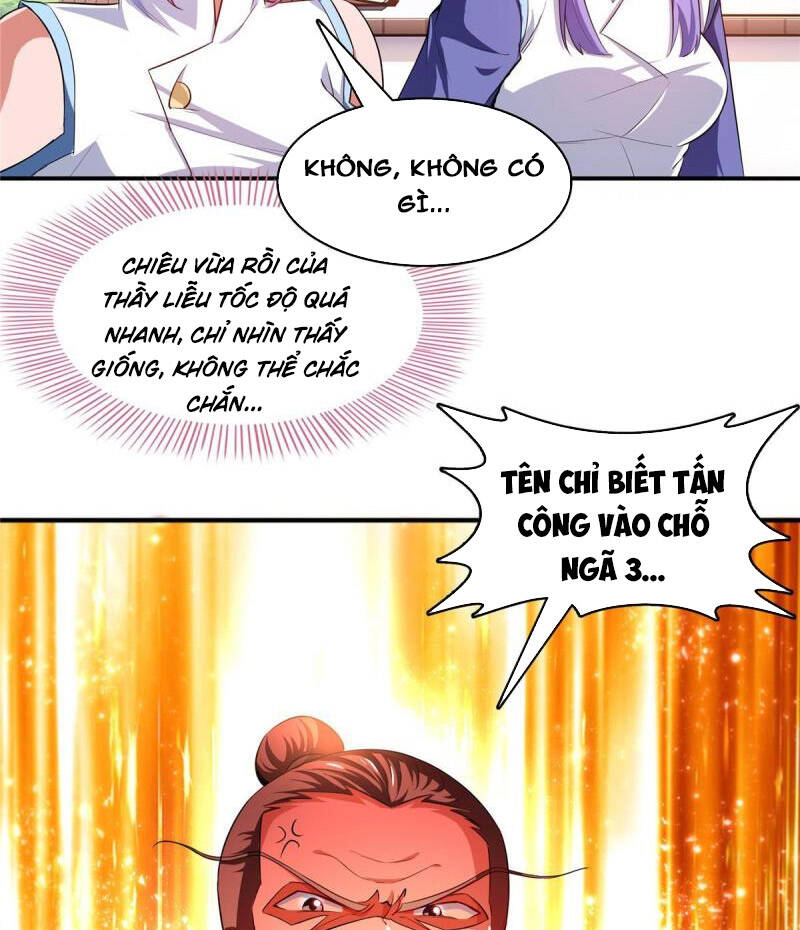 KHÔNG, KHÔNG CÓ
GÌ...
CHIÊU VỪA RỒI CỦA
THẦY LIỄU TỐC ĐỘ QUÁ
NHANH, CHỈ NHÌN THẤY
GIỐNG, KHÔNG THỂ CHẮC
CHẮN...
TÊN CHỈ BIẾT TẤN
CÔNG VÀO CHỖ
NGÃ 3...